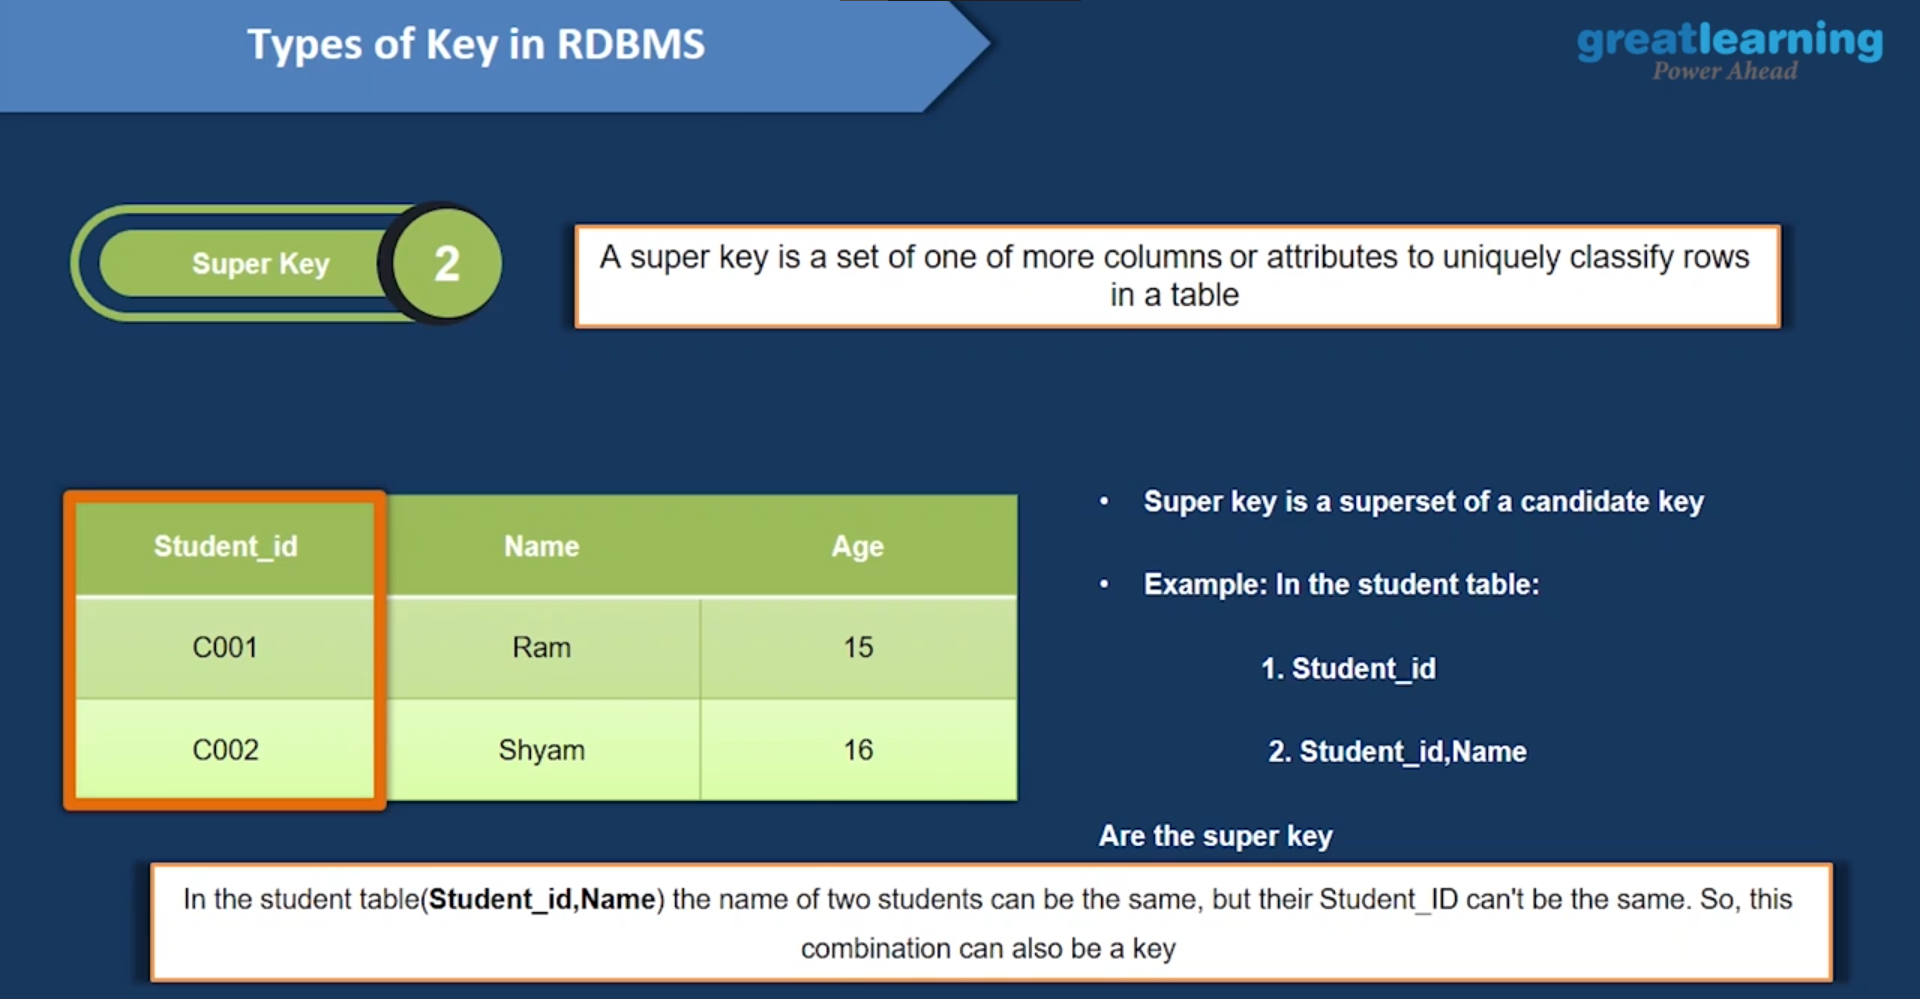 Types of Key in RDBMS
greatlearning
Power Ahead
Super Key
2
A super key is a set of one of more columns or attributes to uniquely classify rows
in a table
Student_id Name Age
C001 Ram 15
C002 Shyam 16
• Super key is a superset of a candidate key
• Example: In the student table:
1. Student_id
2. Student_id,Name
Are the super key
In the student table(Student_id,Name) the name of two students can be the same, but their Student_ID can't be the same. So, this
combination can also be a key